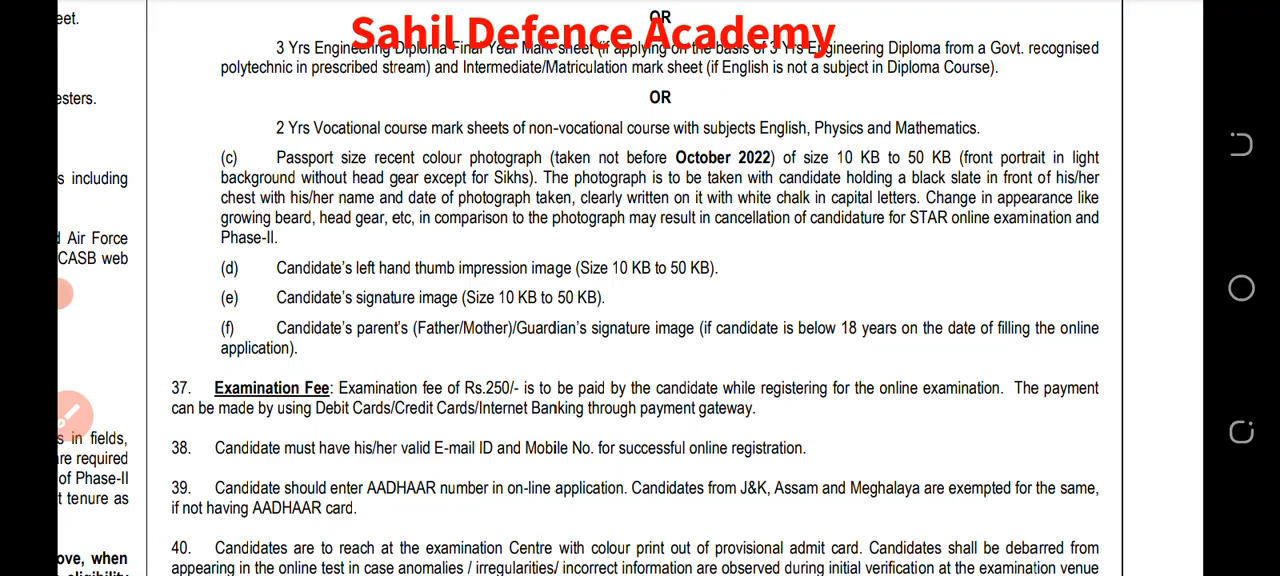 eet.
esters.
s including
d Air Force
CASB web
s in fields,
are required
of Phase-II
t tenure as
ove, when
eligibility
OR
Sahil Defence Academy
3 Yrs Engineering Diploma Final Year Mark sheet (if applying on the basis of 3 Yrs Engineering Diploma from a Govt. recognised
polytechnic in prescribed stream) and Intermediate/Matriculation mark sheet (if English is not a subject in Diploma Course).
OR
2 Yrs Vocational course mark sheets of non-vocational course with subjects English, Physics and Mathematics.
(c) Passport size recent colour photograph (taken not before October 2022) of size 10 KB to 50 KB (front portrait in light
background without head gear except for Sikhs). The photograph is to be taken with candidate holding a black slate in front of his/her
chest with his/her name and date of photograph taken, clearly written on it with white chalk in capital letters. Change in appearance like
growing beard, head gear, etc, in comparison to the photograph may result in cancellation of candidature for STAR online examination and
Phase-II.
(d) Candidate's left hand thumb impression image (Size 10 KB to 50 KB).
(e) Candidate's signature image (Size 10 KB to 50 KB).
(f) Candidate's parent's (Father/Mother)/Guardian's signature image (if candidate is below 18 years on the date of filling the online
application).
37. Examination Fee: Examination fee of Rs.250/- is to be paid by the candidate while registering for the online examination. The payment
can be made by using Debit Cards/Credit Cards/Internet Banking through payment gateway.
38. Candidate must have his/her valid E-mail ID and Mobile No. for successful online registration.
39. Candidate should enter AADHAAR number in on-line application. Candidates from J&K, Assam and Meghalaya are exempted for the same,
if not having AADHAAR card.
40. Candidates are to reach at the examination Centre with colour print out of provisional admit card. Candidates shall be debarred from
appearing in the online test in case anomalies / irregularities/ incorrect information are observed during initial verification at the examination venue